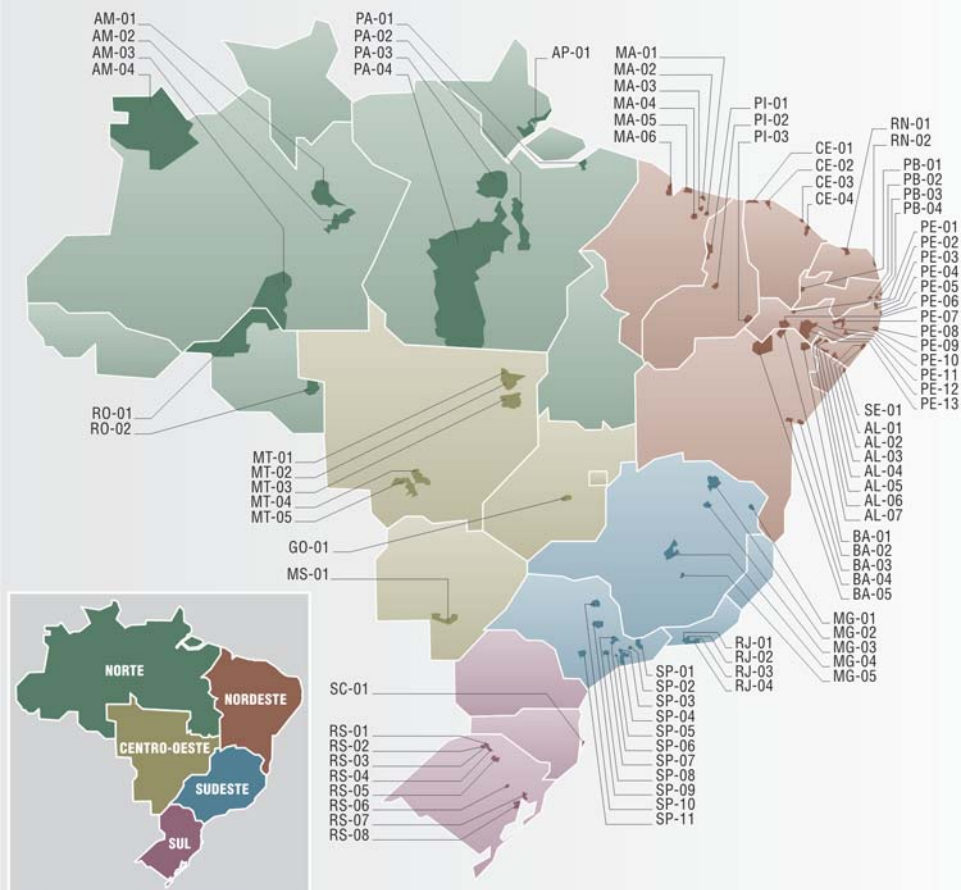 AM-01
AM-02
AM-03
AM-04
PA-01
PA-02
PA-03
PA-04
AP-01
MA-01
MA-02
MA-03
MA-04
MA-05
MA-06
PI-01
PI-02
PI-03
CE-01
CE-02
CE-03
CE-04
RN-01
RN-02
PB-01
PB-02
PB-03
PB-04
PE-01
PE-02
PE-03
PE-04
PE-05
PE-06
PE-07
PE-08
PE-09
PE-10
PE-11
PE-12
PE-13
SE-01
AL-01
AL-02
AL-03
AL-04
AL-05
AL-06
AL-07
BA-01
BA-02
BA-03
BA-04
BA-05
RO-01
RO-02
MT-01
MT-02
MT-03
MT-04
MT-05
GO-01
MS-01
MG-01
MG-02
MG-03
MG-04
MG-05
RJ-01
RJ-02
RJ-03
RJ-04
SP-01
SP-02
SP-03
SP-04
SP-05
SP-06
SP-07
SP-08
SP-09
SP-10
SP-11
SC-01
RS-01
RS-02
RS-03
RS-04
RS-05
RS-06
RS-07
RS-08
NORTE
NORDESTE
CENTRO-OESTE
SUDESTE
SUL